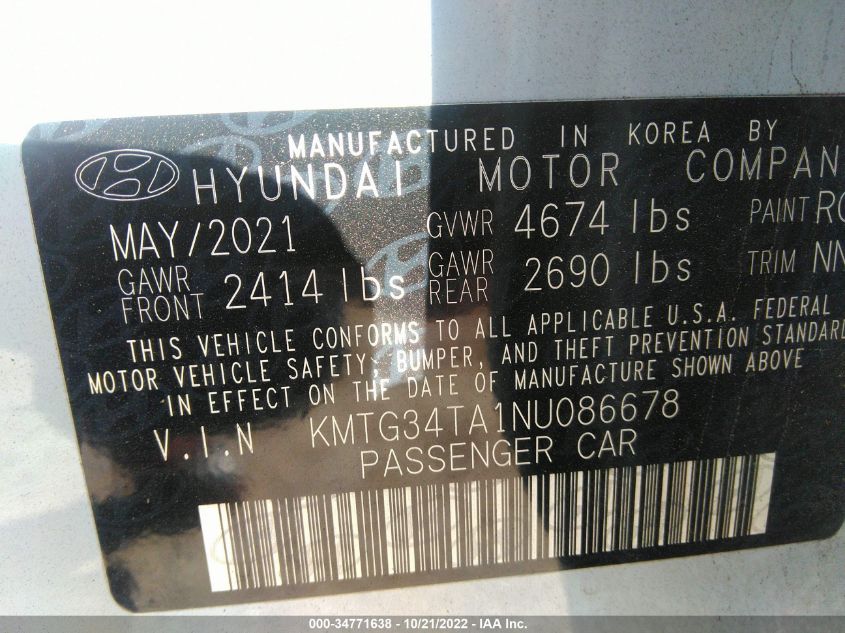 MANUFACTURED IN KOREA BY
HYUNDAI MOTOR COMPAN
MAY/2021 GVWR 4674 lbs PAINT RO
GAWR FRONT 2414 lbs GAWR REAR 2690 lbs TRIM NN
THIS VEHICLE CONFORMS TO ALL APPLICABLE U.S.A. FEDERAL
MOTOR VEHICLE SAFETY, BUMPER, AND THEFT PREVENTION STANDARD
IN EFFECT ON THE DATE OF MANUFACTURE SHOWN ABOVE
V.I.N KMTG34TA1NU086678
PASSENGER CAR
000-34771638 - 10/21/2022 - IAA Inc.